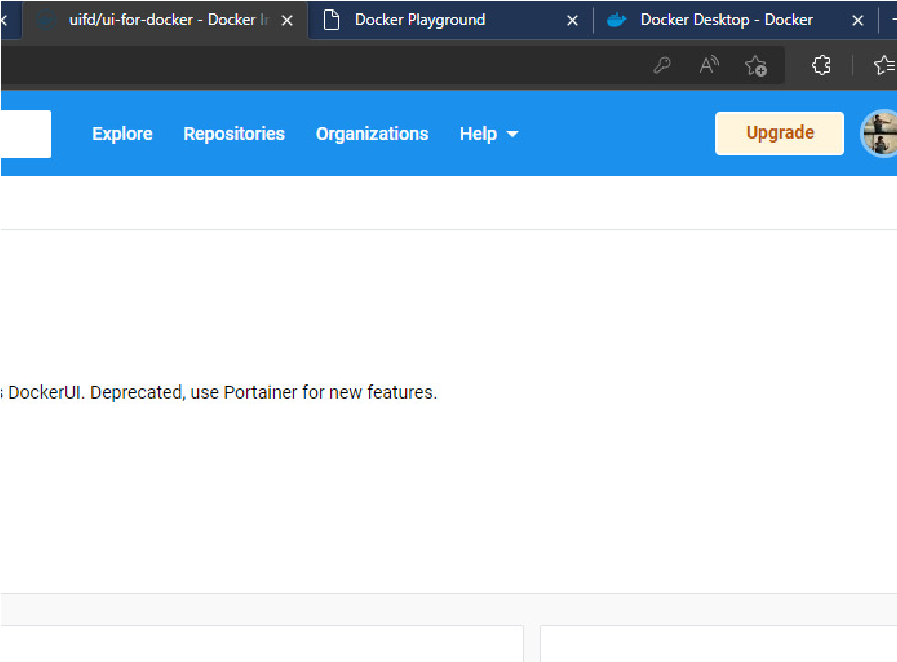 uifd/ui-for-docker - Docker
Docker Playground
Docker Desktop - Docker
Explore
Repositories
Organizations
Help
Upgrade
DockerUI. Deprecated, use Portainer for new features.